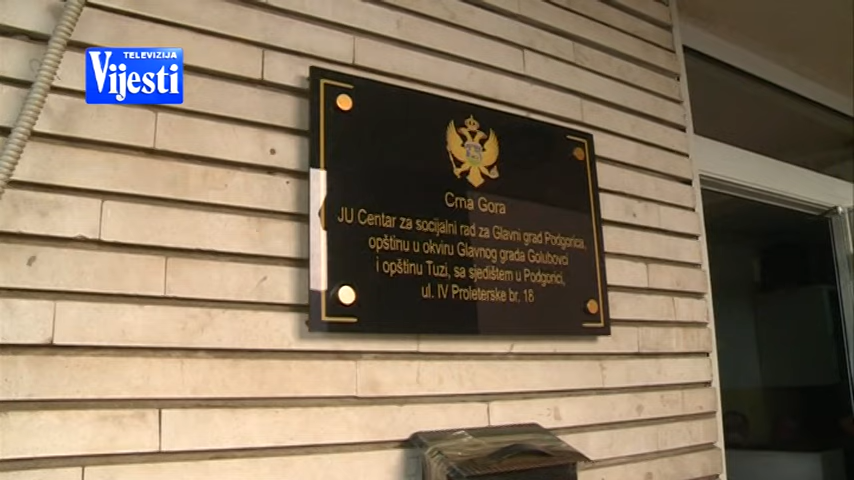 TELEVIZIJA
Vijesti
Crna Gora
JU Centar za socijalni rad za Glavni grad Podgorica,
opštinu u okviru Glavnog grada Golubovci
i opštinu Tuzi, sa sjedištem u Podgorici,
ul. IV Proleterske br. 18